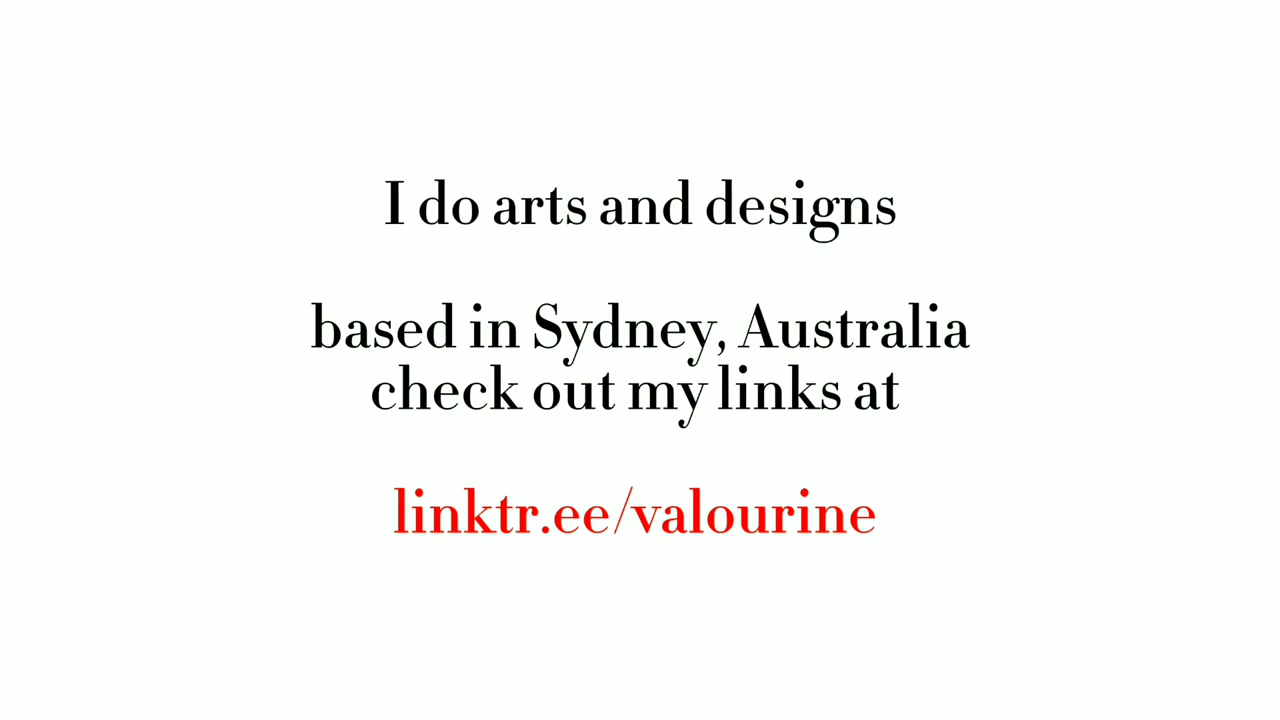 I do arts and designs
based in Sydney, Australia
check out my links at
linktr.ee/valourine